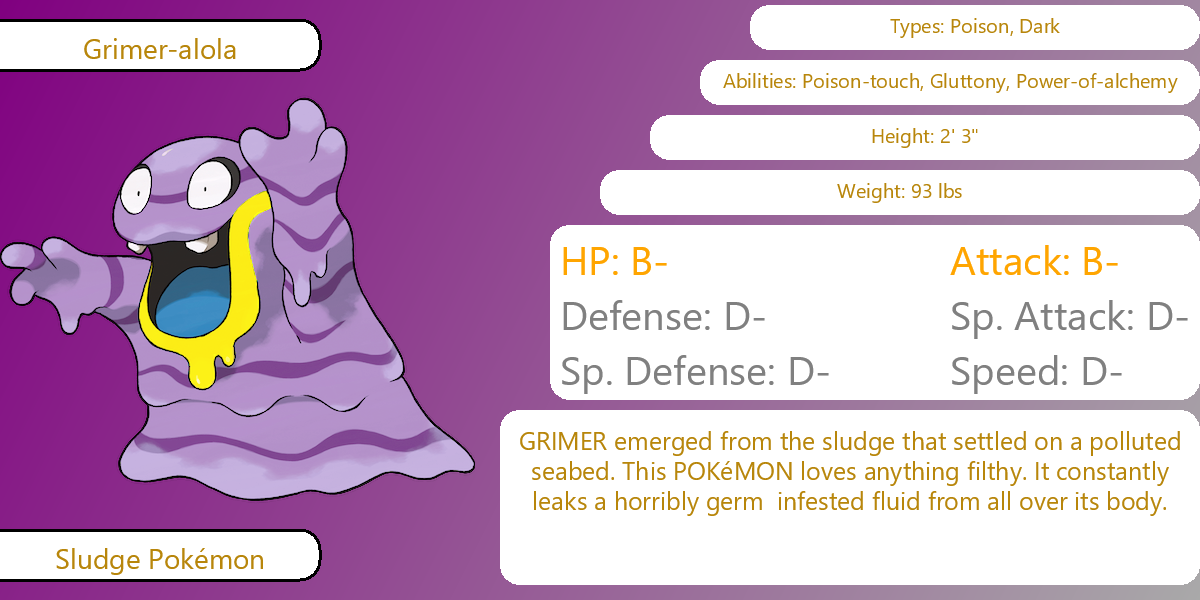 Grimer-alola
Types: Poison, Dark
Abilities: Poison-touch, Gluttony, Power-of-alchemy
Height: 2' 3"
Weight: 93 lbs
HP: B-
Attack: B-
Defense: D-
Sp. Attack: D-
Sp. Defense: D-
Speed: D-
GRIMER emerged from the sludge that settled on a polluted
seabed. This POKéMON loves anything filthy. It constantly
leaks a horribly germ  infested fluid from all over its body.
Sludge Pokémon